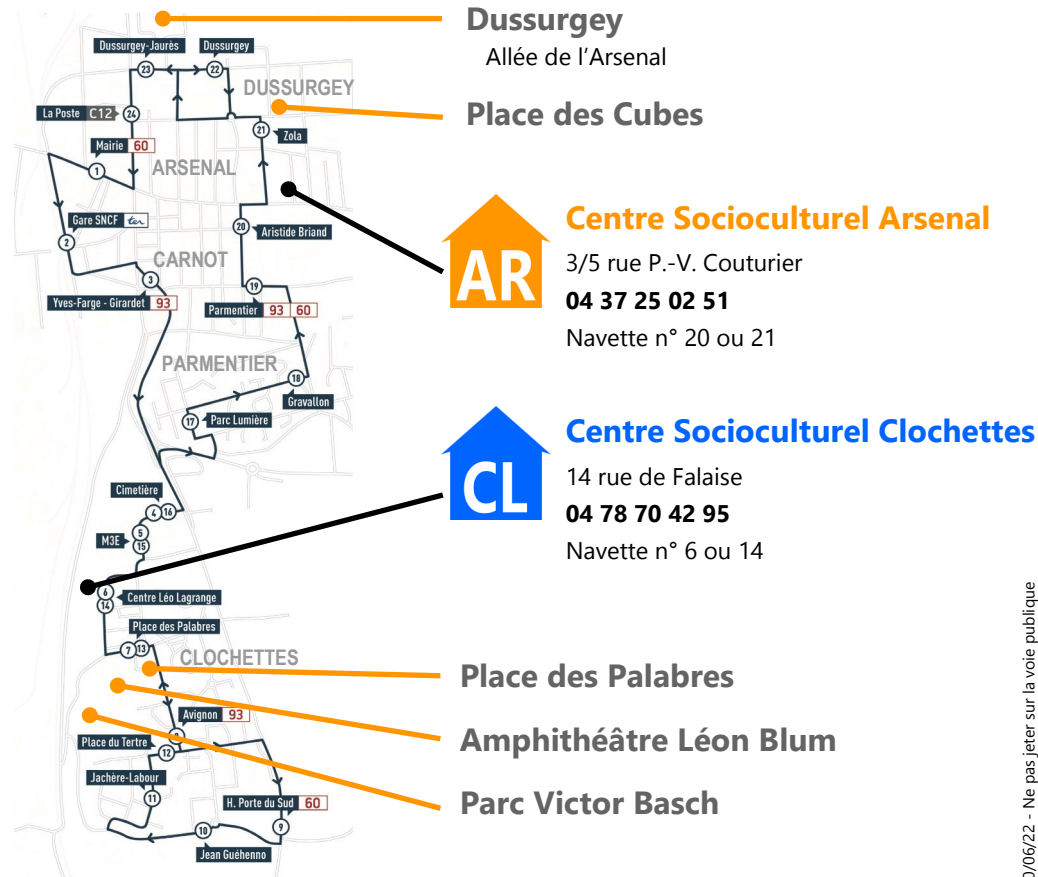 Dussurgey
Allée de l'Arsenal
Place des Cubes
Centre Socioculturel Arsenal
AR
3/5 rue P.-V. Couturier
04 37 25 02 51
Navette n° 20 ou 21
Centre Socioculturel Clochettes
CL
14 rue de Falaise
04 78 70 42 95
Navette n° 6 ou 14
Place des Palabres
Amphithéâtre Léon Blum
Parc Victor Basch
Dussurgey-Jaurès
Dussurgey
23
22
DUSSURGEY
La Poste C12
24
21
Zola
Mairie 60
1
ARSENAL
Gare SNCF ter
2
20
Aristide Briand
CARNOT
3
19
Yves-Farge - Girardet 93
Parmentier 93 60
PARMENTIER
18
Gravallon
17
Parc Lumière
Cimetière
4 16
M3E
5
15
6
14
Centre Léo Lagrange
Place des Palabres
7 13
CLOCHETTES
Avignon 93
8
Place du Tertre
12
Jachère-Labour
11
H. Porte du Sud 60
10
9
Jean Guéhenno
0/06/22 - Ne pas jeter sur la voie publique